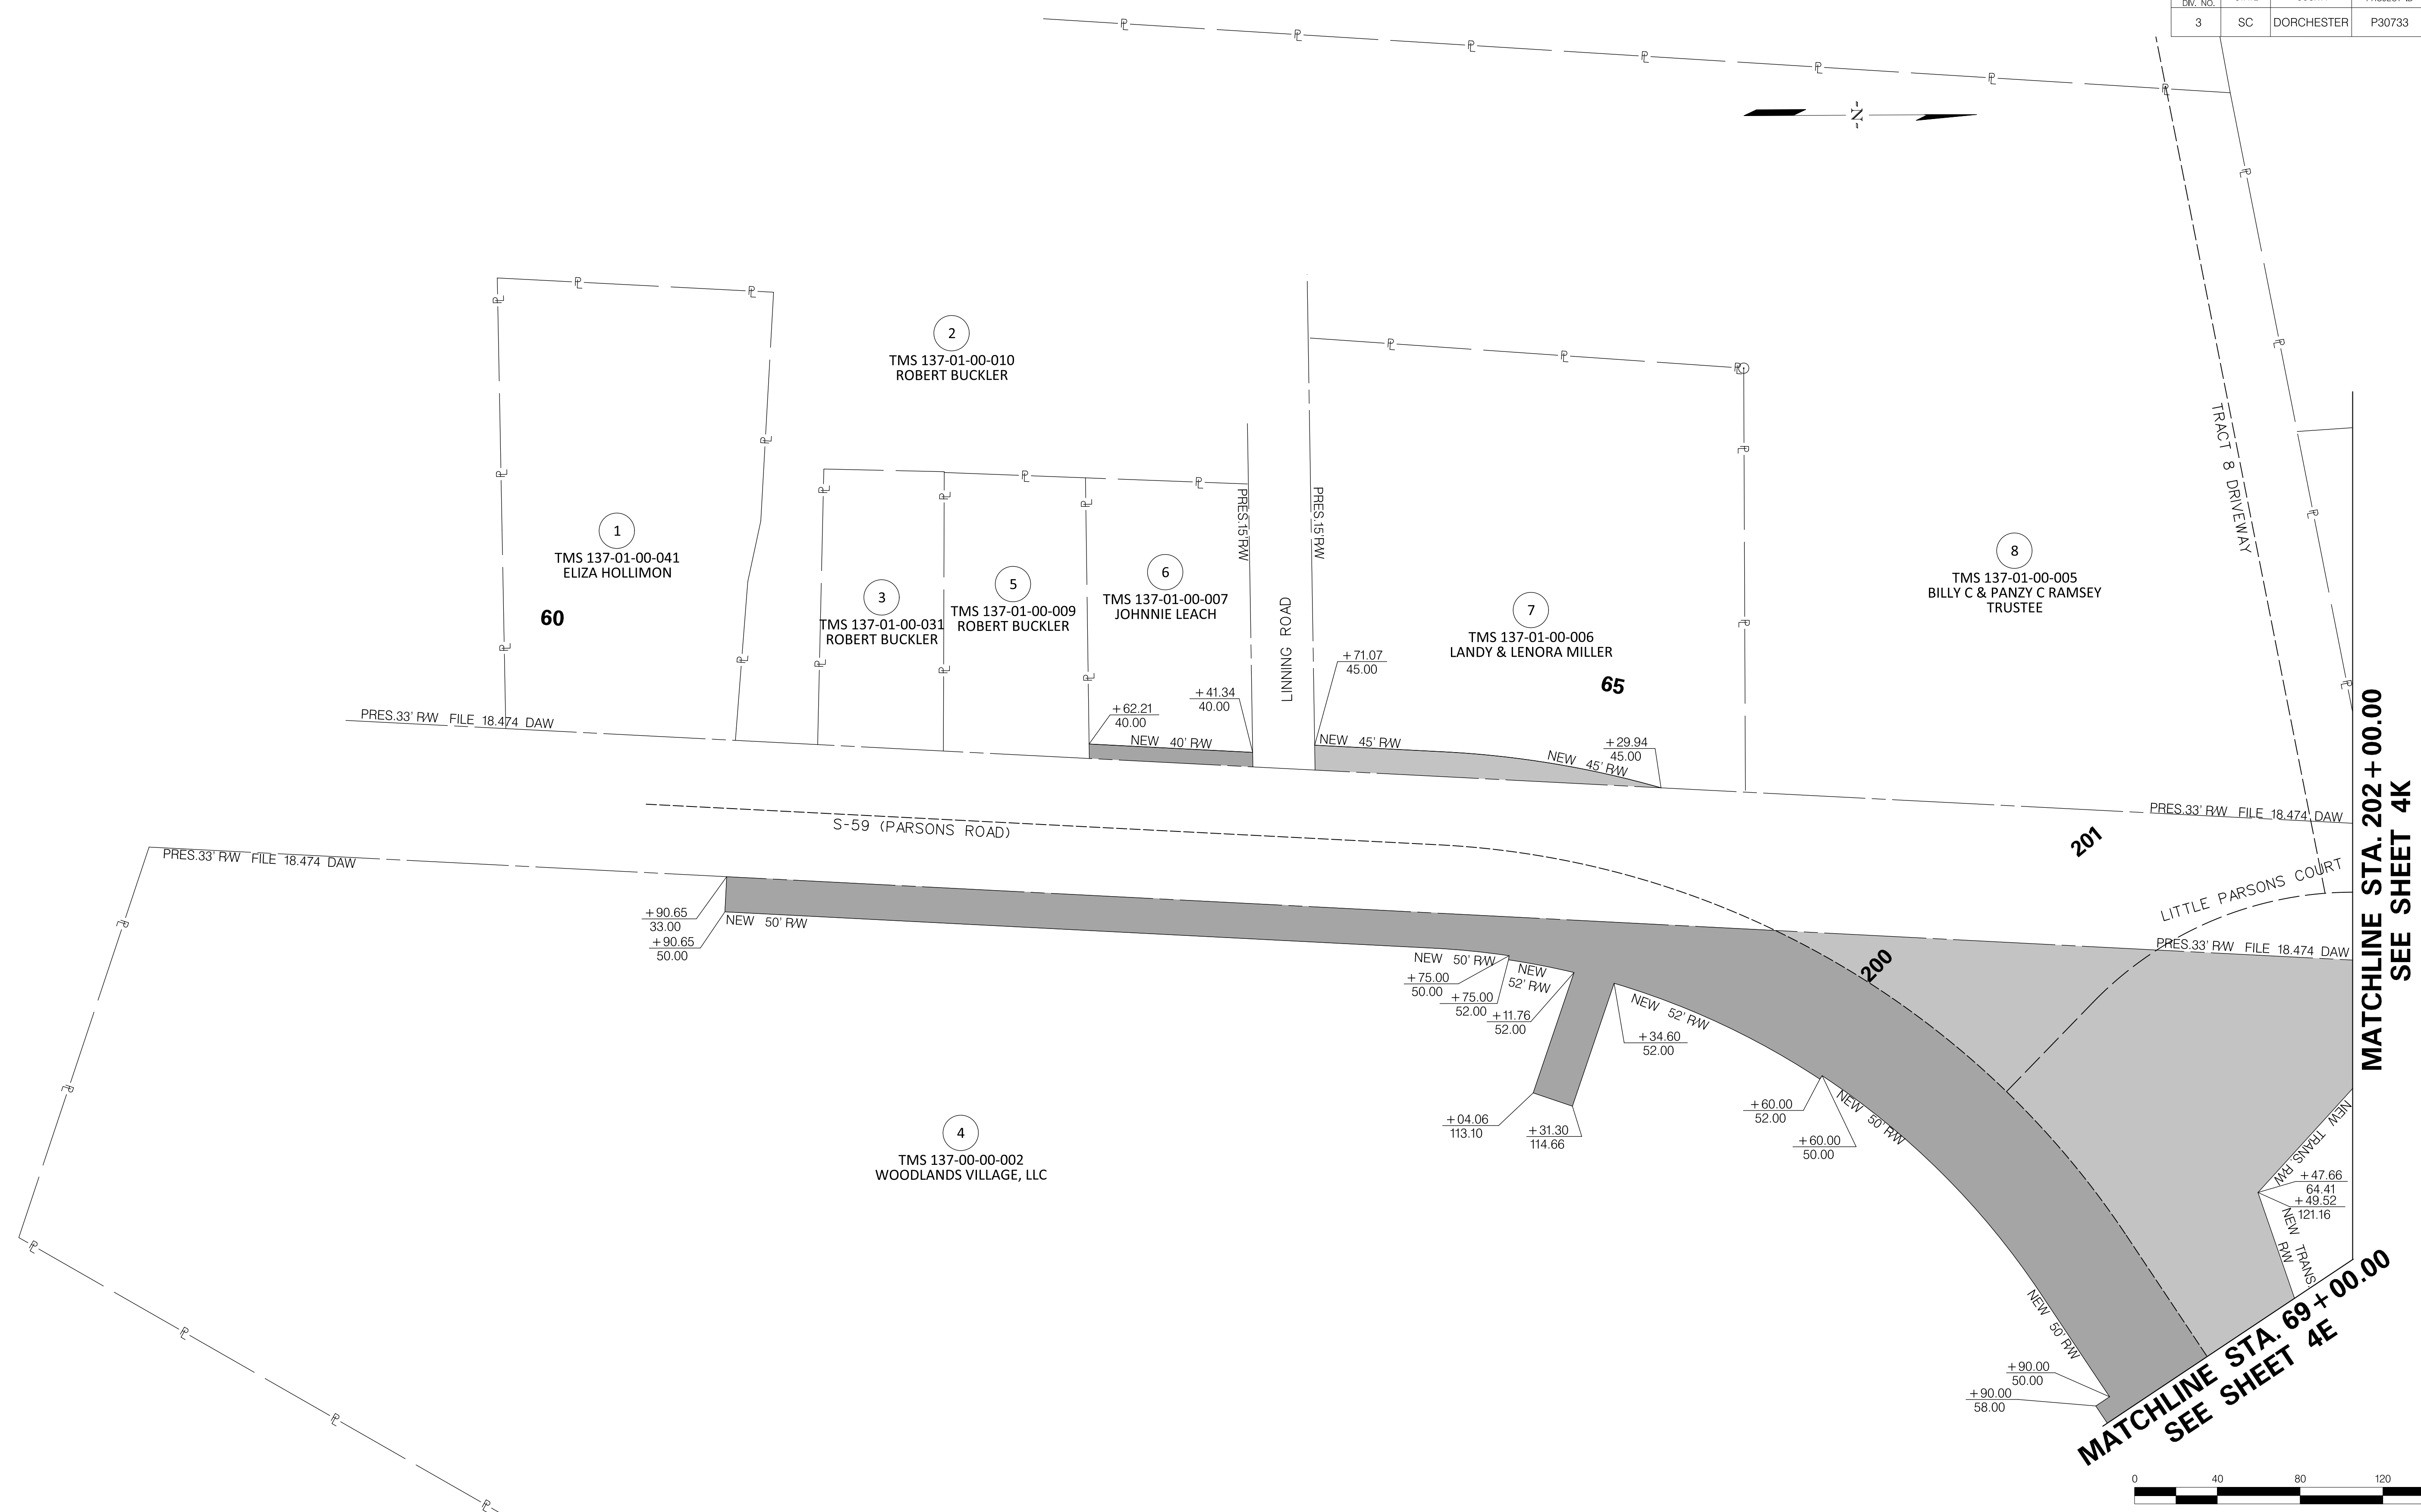 DIV. NO.
3 SC DORCHESTER P30733
N
2
TMS 137-01-00-010
ROBERT BUCKLER
1
TMS 137-01-00-041
ELIZA HOLLIMON
60
3
TMS 137-01-00-031
ROBERT BUCKLER
5
TMS 137-01-00-009
ROBERT BUCKLER
6
TMS 137-01-00-007
JOHNNIE LEACH
PRES.15'R/W
PRES.15'R/W
LINNING ROAD
7
TMS 137-01-00-006
LANDY & LENORA MILLER
65
8
TMS 137-01-00-005
BILLY C & PANZY C RAMSEY
TRUSTEE
TRACT 8 DRIVEWAY
+71.07
45.00
+41.34
40.00
+62.21
40.00
NEW 40' R/W
NEW 45' R/W
NEW 45' R/W
+29.94
45.00
PRES.33' R/W FILE 18.474 DAW
PRES.33' R/W FILE 18.474 DAW
S-59 (PARSONS ROAD)
201
LITTLE PARSONS COURT
MATCHLINE STA. 202+00.00
SEE SHEET 4K
PRES.33' R/W FILE 18.474 DAW
PRES.33' R/W FILE 18.474 DAW
200
+90.65
33.00
+90.65
50.00
NEW 50' R/W
NEW 50' R/W
NEW
52' R/W
+75.00
50.00
+75.00
52.00
+11.76
52.00
NEW 52' R/W
+34.60
52.00
+04.06
113.10
+31.30
114.66
+60.00
52.00
+60.00
50.00
NEW 50' R/W
4
TMS 137-00-00-002
WOODLANDS VILLAGE, LLC
NEW TRANS. R/W
+47.66
64.41
+49.52
121.16
NEW TRANS.
R/W
NEW 50' R/W
+90.00
50.00
+90.00
58.00
MATCHLINE STA. 69+00.00
SEE SHEET 4E
0 40 80 120